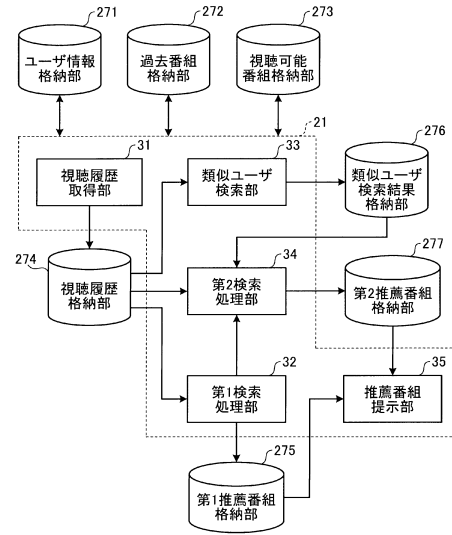 271
272
273
ユーザ情報
格納部
過去番組
格納部
視聴可能
番組格納部
21
31
33
276
視聴履歴
取得部
類似ユーザ
検索部
類似ユーザ
検索結果
格納部
274
34
277
視聴履歴
格納部
第2検索
処理部
第2推薦番組
格納部
32
35
第1検索
処理部
推薦番組
提示部
275
第1推薦番組
格納部